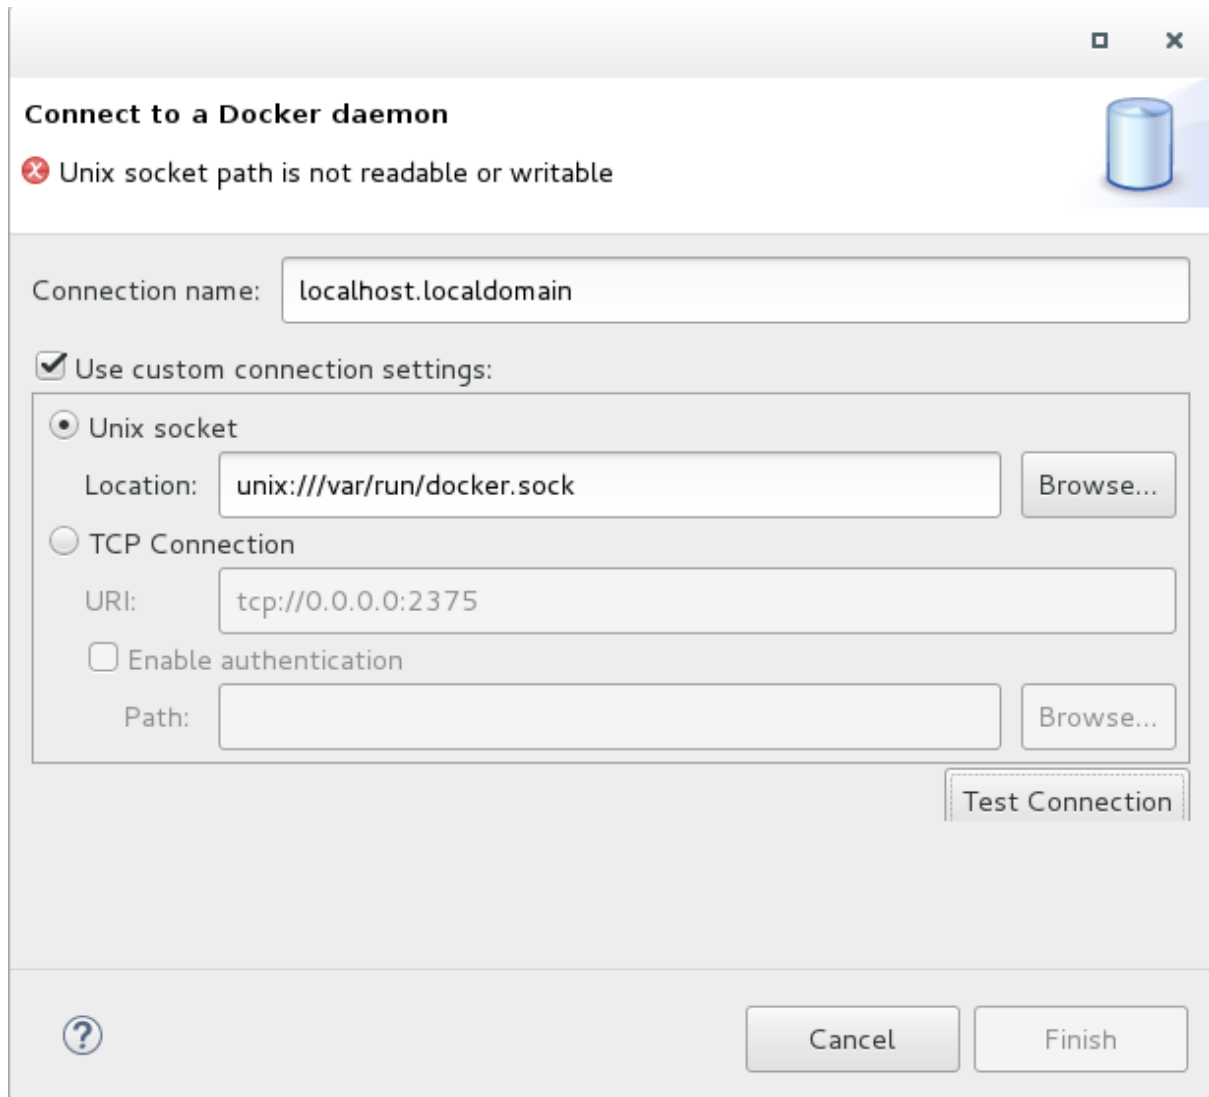 Connect to a Docker daemon
Unix socket path is not readable or writable
Connection name: localhost.localdomain
Use custom connection settings:
Unix socket
Location: unix:///var/run/docker.sock Browse...
TCP Connection
URI: tcp://0.0.0.0:2375
Enable authentication
Path: Browse...
Test Connection
? Cancel Finish